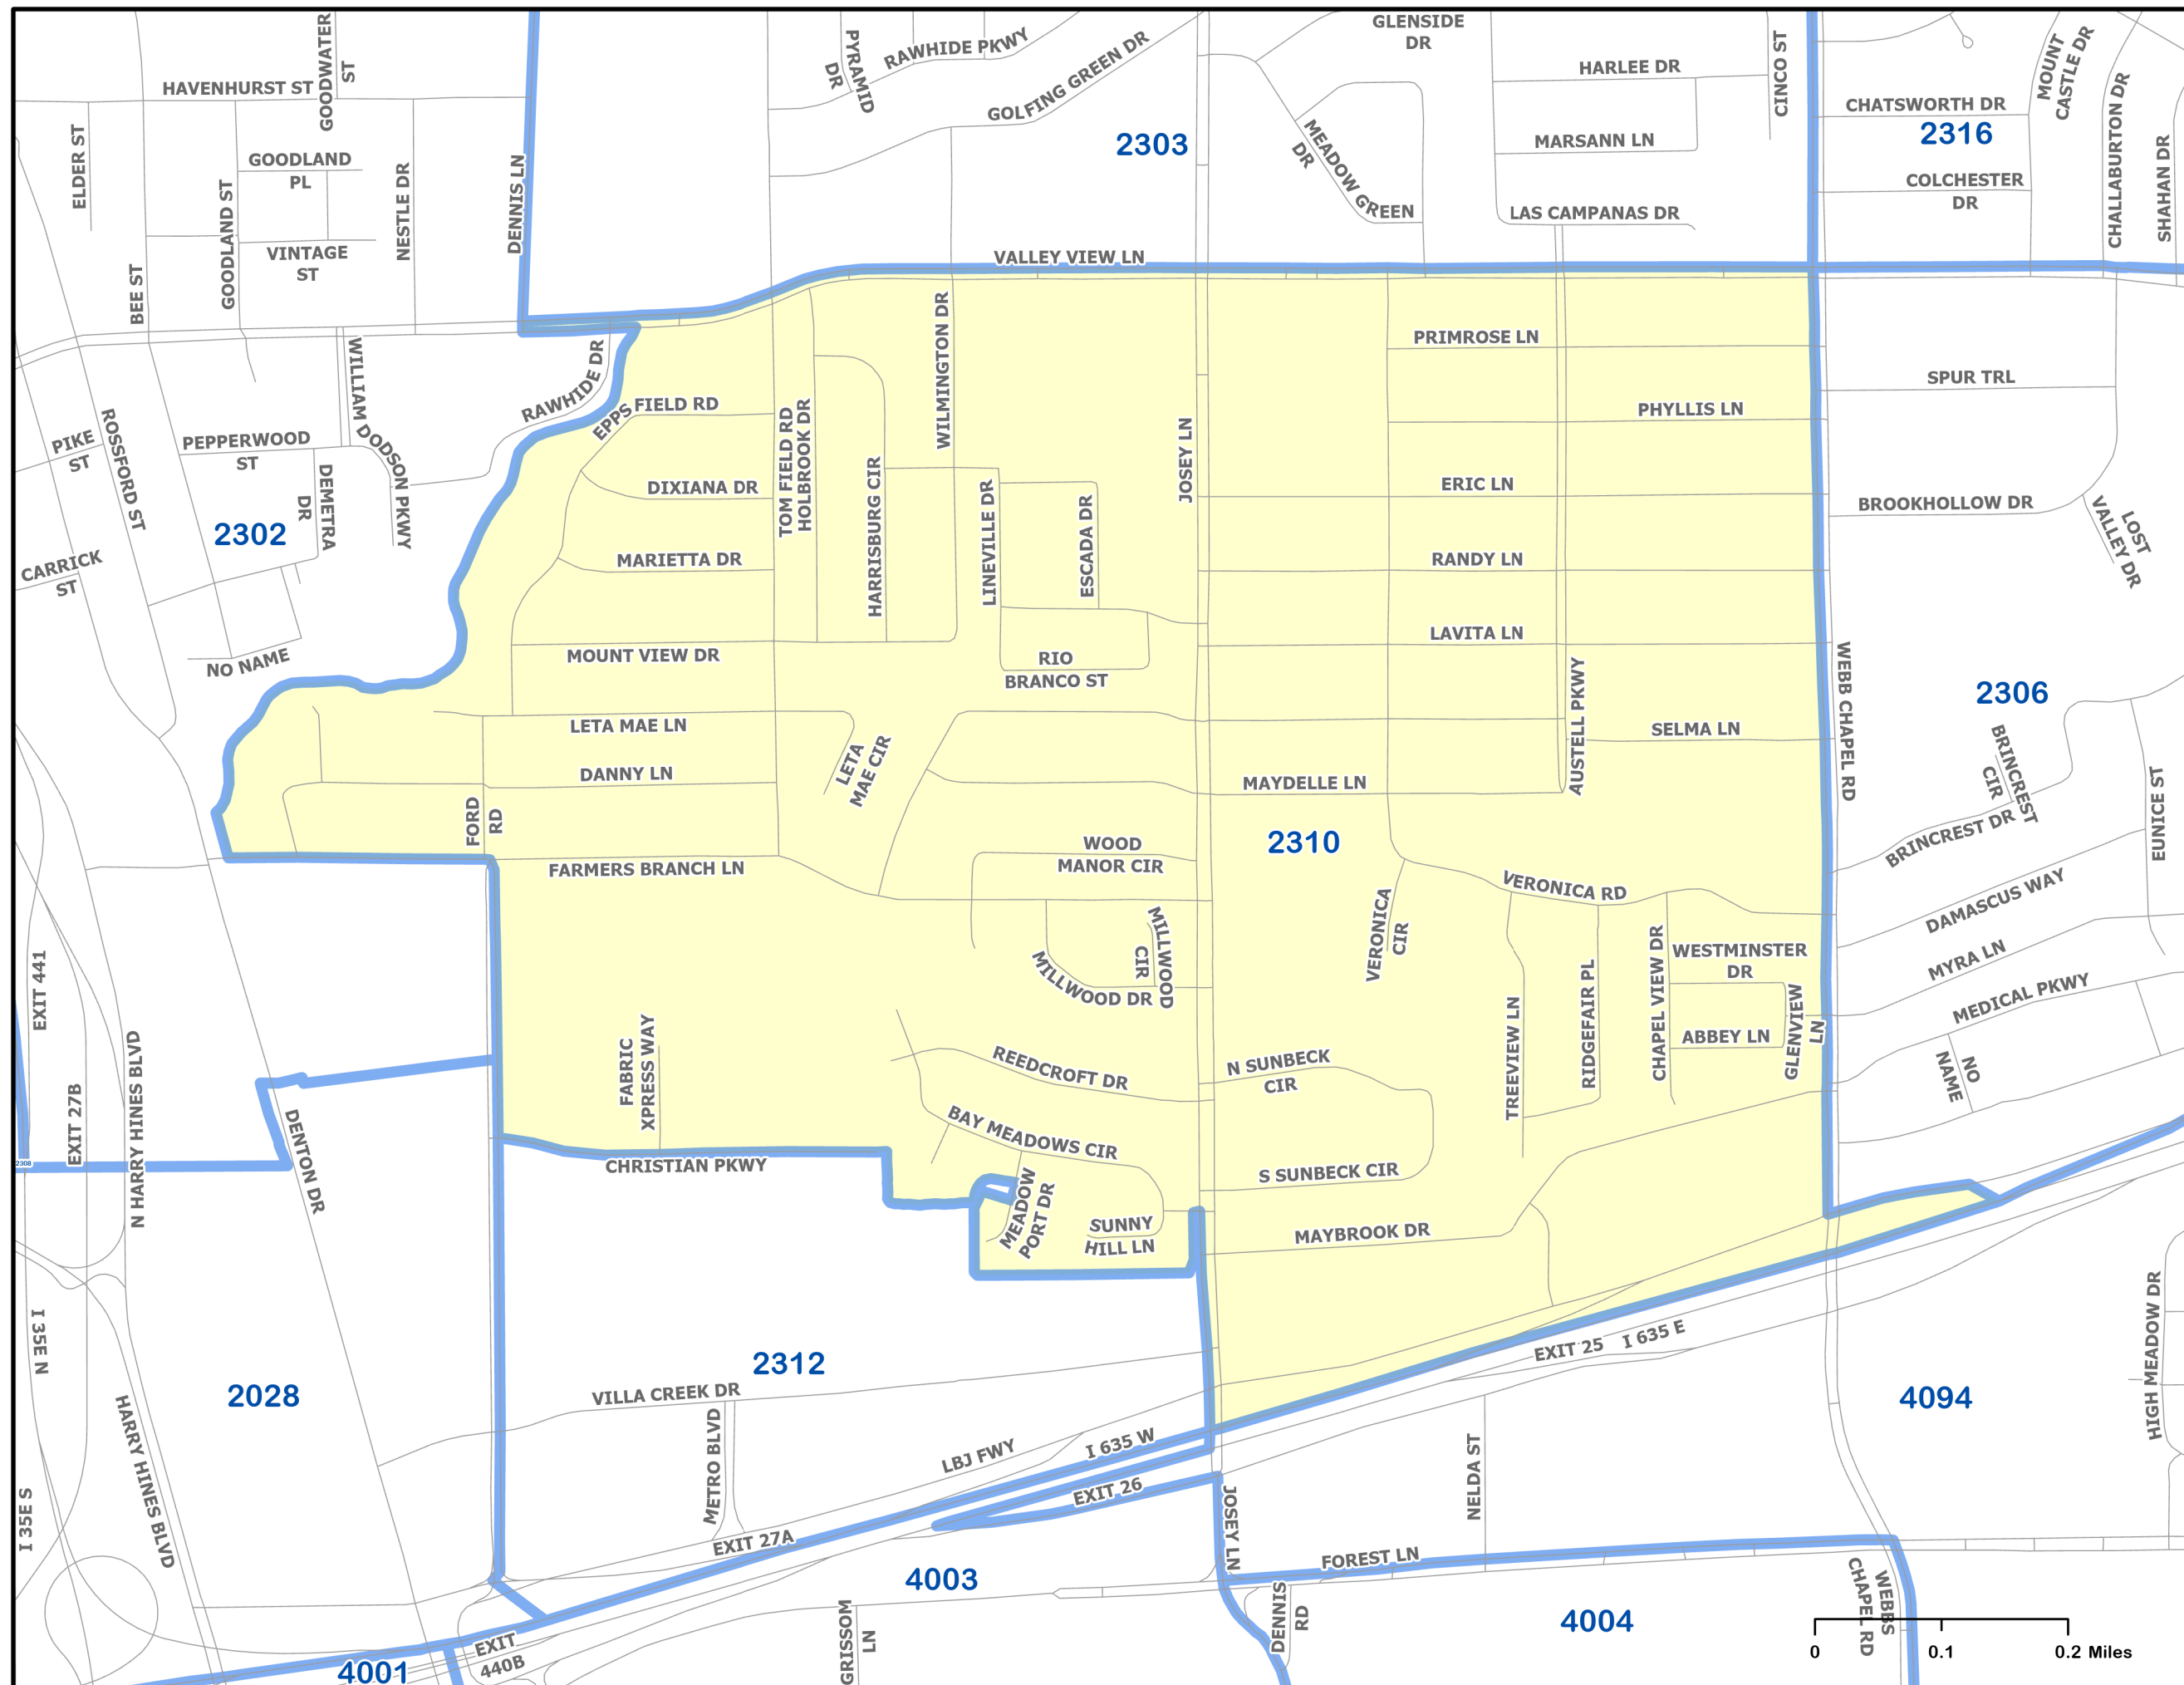 GLENSIDE
DR
GOODWATER
ST
PYRAMID
DR
RAWHIDE PKWY
GOLFING GREEN DR
HARLEE DR
CINCO ST
MOUNT
CASTLE DR
HAVENHURST ST
CHATSWORTH DR
2316
2303
ELDER ST
GOODLAND
PL
GOODLAND ST
NESTLE DR
DENNIS LN
MEADOW GREEN
DR
MARSANN LN
COLCHESTER
DR
CHALLABURTON DR
SHAHAN DR
LAS CAMPANAS DR
VINTAGE
ST
BEE ST
VALLEY VIEW LN
WILLIAM DODSON PKWY
RAWHIDE DR
WILMINGTON DR
PRIMROSE LN
SPUR TRL
EPPS FIELD RD
PHYLLIS LN
ROSSFORD ST
PIKE
ST
PEPPERWOOD
ST
TOM FIELD RD
HOLBROOK DR
JOSEY LN
DEMETRA
DR
DIXIANA DR
HARRISBURG CIR
LINEVILLE DR
ESCADA DR
ERIC LN
BROOKHOLLOW DR
LOST
VALLEY DR
2302
CARRICK
ST
MARIETTA DR
RANDY LN
LAVITA LN
NO NAME
MOUNT VIEW DR
RIO
BRANCO ST
AUSTELL PKWY
WEBB CHAPEL RD
2306
LETA MAE LN
LETA
MAE CIR
SELMA LN
BRINCREST
CIR
DANNY LN
MAYDELLE LN
EUNICE ST
FORD
RD
2310
BRINCREST DR
WOOD
MANOR CIR
FARMERS BRANCH LN
VERONICA RD
DAMASCUS WAY
VERONICA
CIR
MILLWOOD
CIR
MILLWOOD DR
CHAPEL VIEW DR
WESTMINSTER
DR
MYRA LN
EXIT 441
RIDGEFAIR PL
TREEVIEW LN
GLENVIEW
LN
MEDICAL PKWY
ABBEY LN
FABRIC
XPRESS WAY
REEDCROFT DR
N SUNBECK
CIR
NO
NAME
N HARRY HINES BLVD
EXIT 27B
DENTON DR
BAY MEADOWS CIR
2308
CHRISTIAN PKWY
S SUNBECK CIR
MEADOW
PORT DR
SUNNY
HILL LN
MAYBROOK DR
HIGH MEADOW DR
I 35E N
2312
EXIT 25
I 635 E
2028
VILLA CREEK DR
4094
HARRY HINES BLVD
METRO BLVD
LBJ FWY
I 635 W
NELDA ST
I 35E S
EXIT 26
JOSEY LN
EXIT 27A
FOREST LN
4003
WEBBS
CHAPEL RD
DENNIS
RD
4004
GRISSOM
LN
EXIT
440B
4001
0 0.1 0.2 Miles